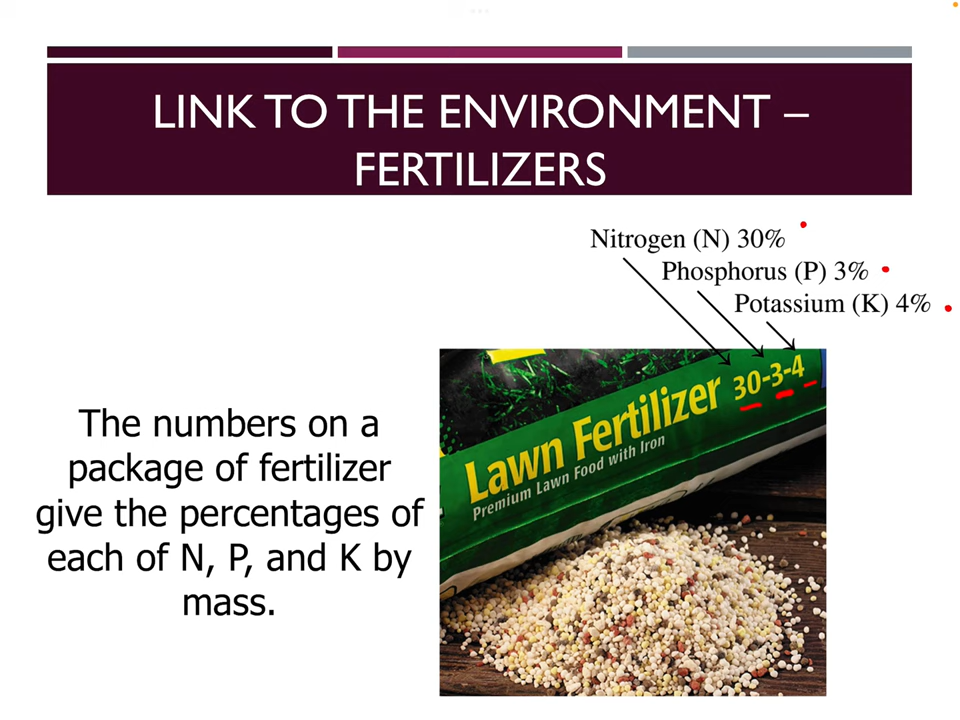 LINK TO THE ENVIRONMENT –
FERTILIZERS
Nitrogen (N) 30%
Phosphorus (P) 3%
Potassium (K) 4%
The numbers on a
package of fertilizer
give the percentages of
each of N, P, and K by
mass.
Lawn Fertilizer 30-3-4
Premium Lawn Food with Iron